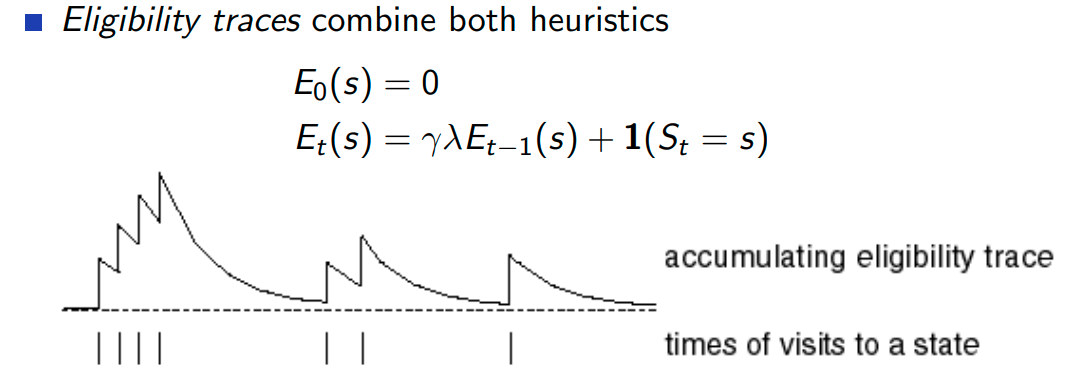 Eligibility traces combine both heuristics
E₀(s) = 0
Eₜ(s) = γλEₜ₋₁(s) + 1(Sₜ = s)
accumulating eligibility trace
times of visits to a state